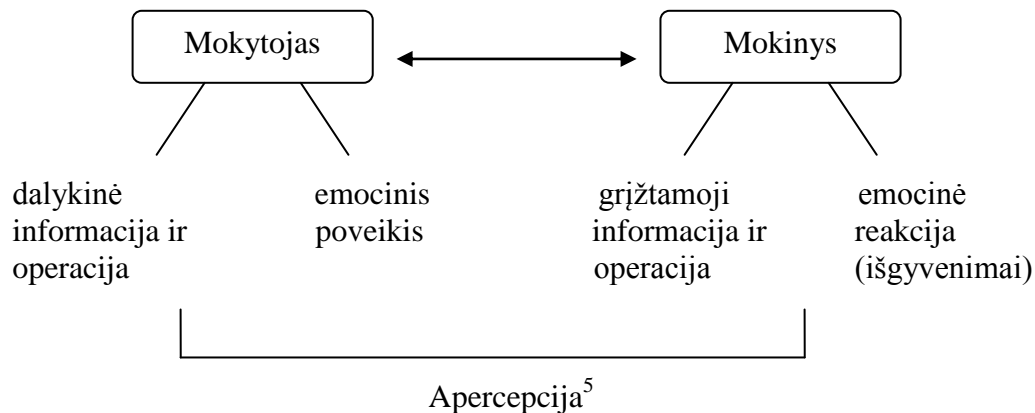 Mokytojas
Mokinys
dalykinė
informacija ir
operacija
emocinis
poveikis
grįžtamoji
informacija ir
operacija
emocinė
reakcija
(išgyvenimai)
Apercepcija⁵